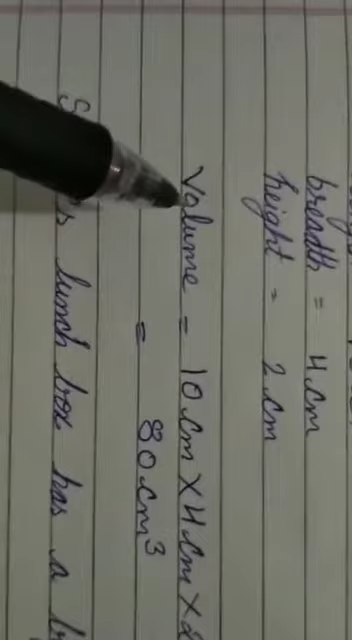 breadth = 4 cm
height = 2 cm
Volume = 10 cm × 4 cm ×
= 80 cm³
lunch box has a